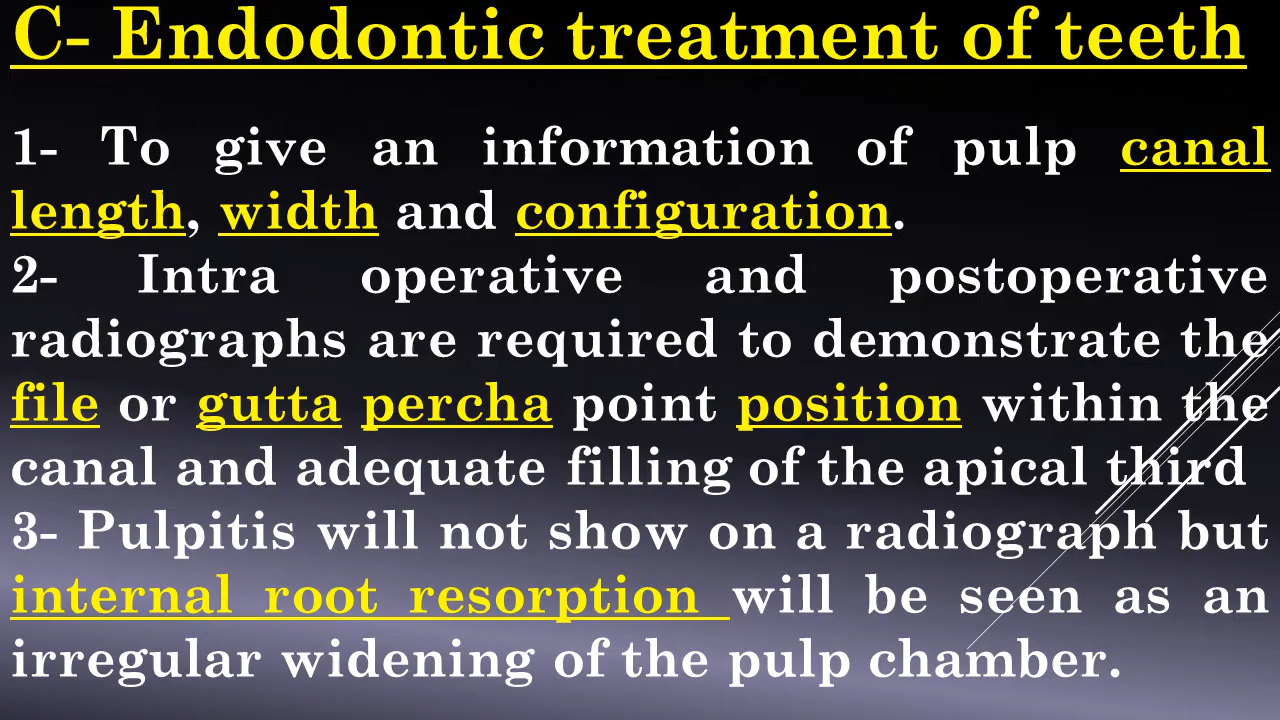 C- Endodontic treatment of teeth
1- To give an information of pulp canal
length, width and configuration.
2- Intra operative and postoperative
radiographs are required to demonstrate the
file or gutta percha point position within the
canal and adequate filling of the apical third
3- Pulpitis will not show on a radiograph but
internal root resorption will be seen as an
irregular widening of the pulp chamber.